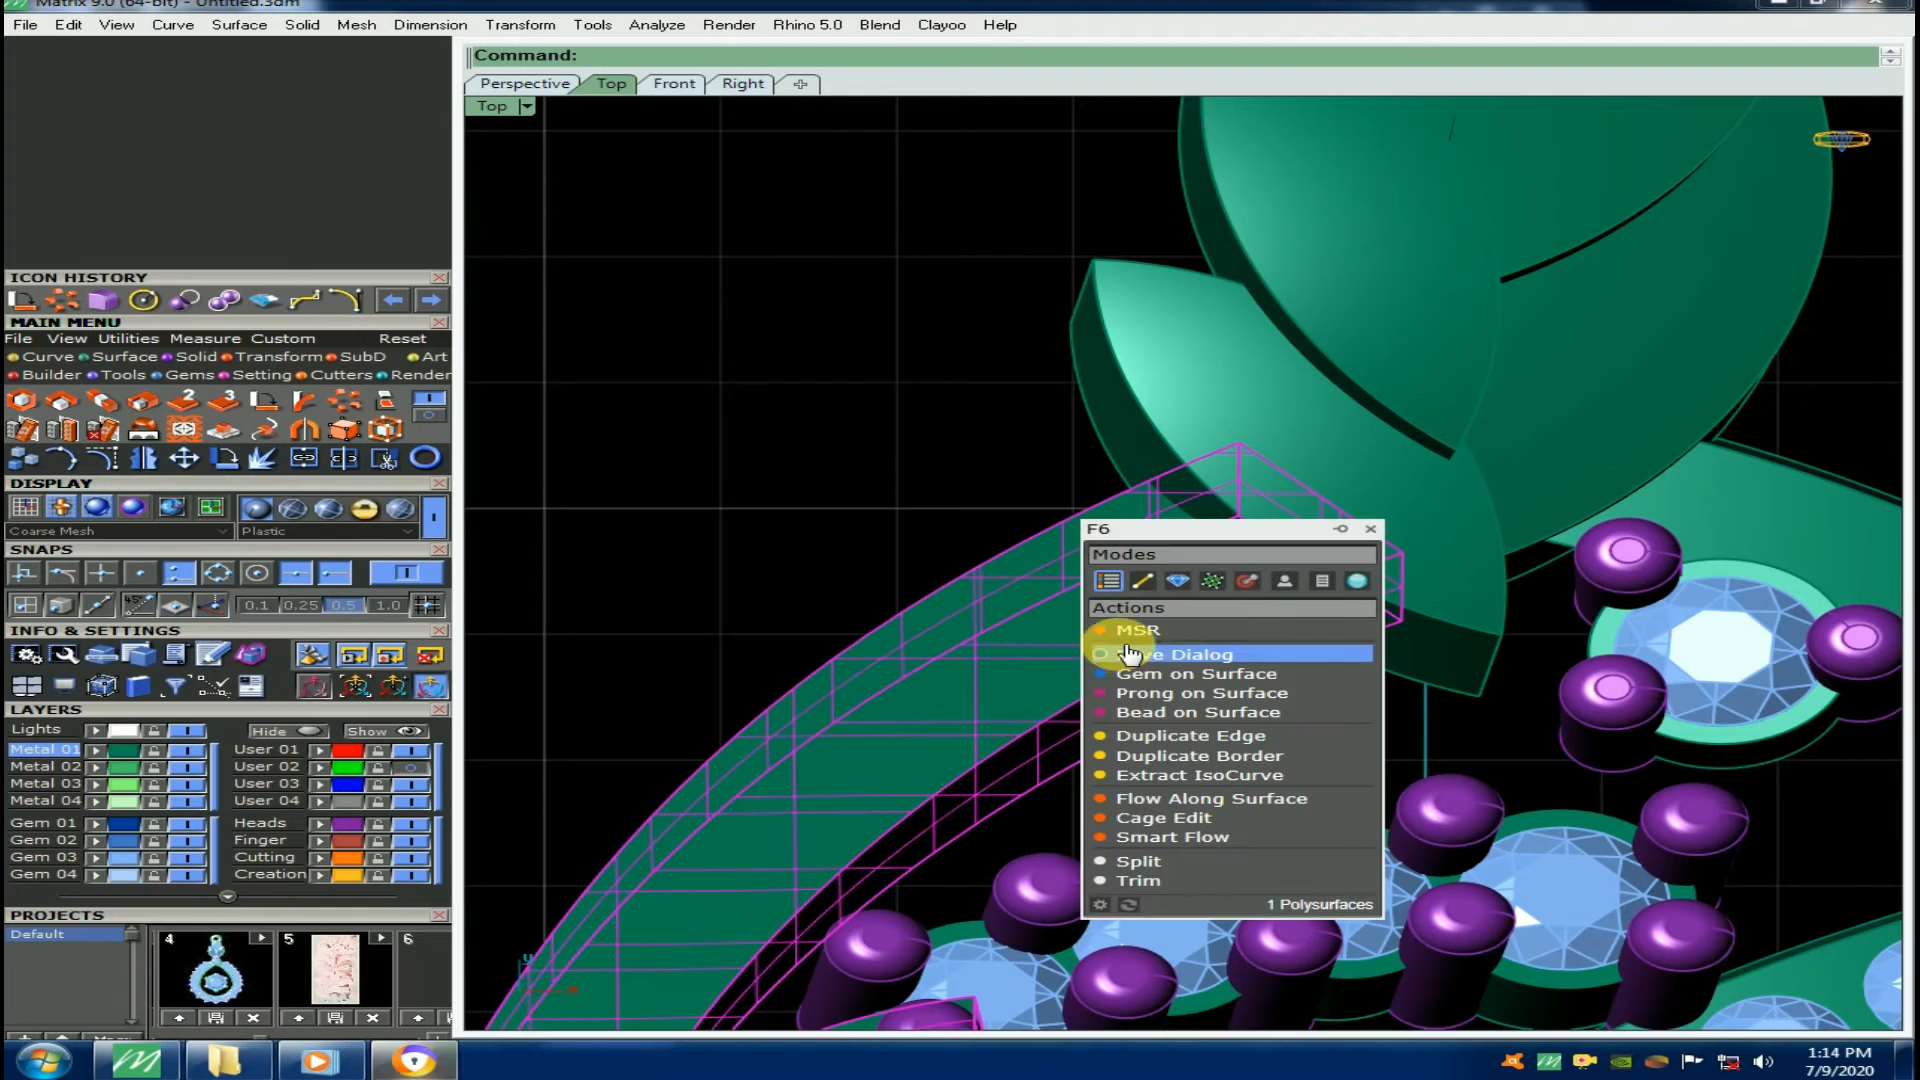 Matrix 9.0 (64-bit) - Untitled.3dm
File Edit View Curve Surface Solid Mesh Dimension Transform Tools Analyze Render Rhino 5.0 Blend Clayoo Help
Command:
Perspective Top Front Right
Top
ICON HISTORY
MAIN MENU
File View Utilities Measure Custom Reset
Curve Surface Solid Transform SubD Art
Builder Tools Gems Setting Cutters Render
2 3
DISPLAY
Coarse Mesh Plastic
SNAPS
45° 0.1 0.25 0.5 1.0
INFO & SETTINGS
LAYERS
Lights Hide Show
Metal 01 User 01
Metal 02 User 02
Metal 03 User 03
Metal 04 User 04
Gem 01 Heads
Gem 02 Finger
Gem 03 Cutting
Gem 04 Creation
PROJECTS
Default
4 5 6
F6
Modes
Actions
MSR
Dialog
Gem on Surface
Prong on Surface
Bead on Surface
Duplicate Edge
Duplicate Border
Extract IsoCurve
Flow Along Surface
Cage Edit
Smart Flow
Split
Trim
1 Polysurfaces
1:14 PM
7/9/2020